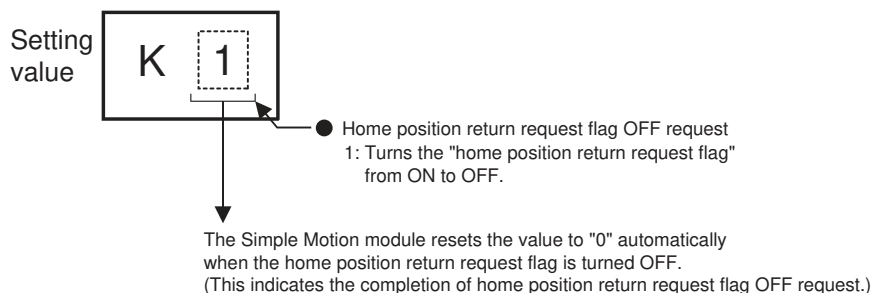 Setting
value
K 1
● Home position return request flag OFF request
1: Turns the "home position return request flag"
from ON to OFF.
The Simple Motion module resets the value to "0" automatically
when the home position return request flag is turned OFF.
(This indicates the completion of home position return request flag OFF request.)